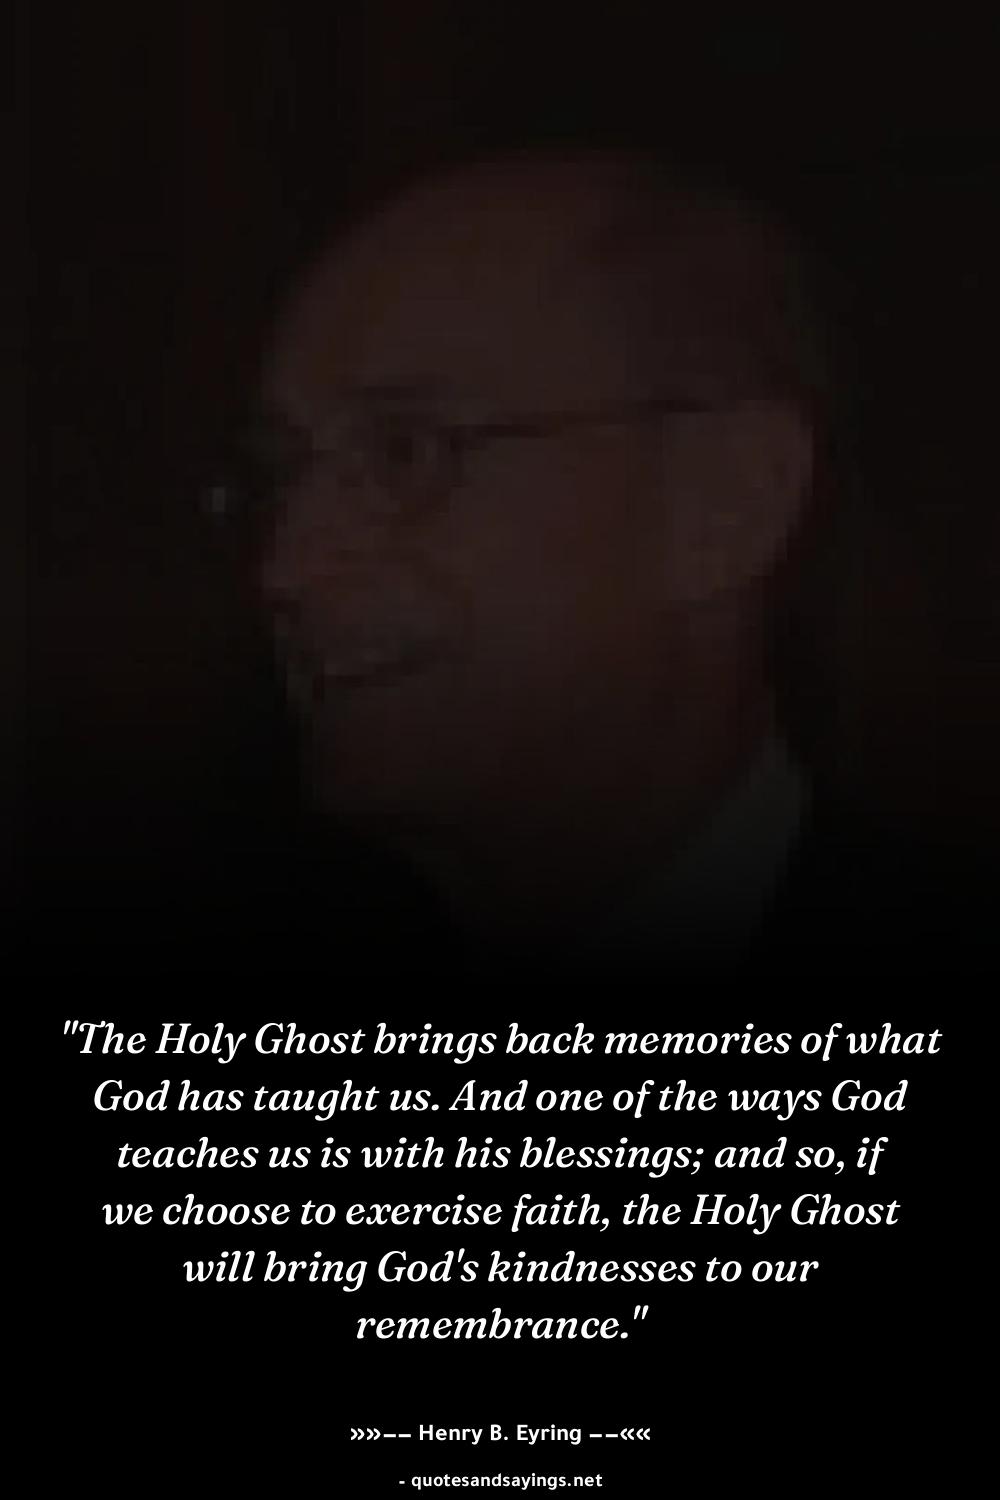 "The Holy Ghost brings back memories of what
God has taught us. And one of the ways God
teaches us is with his blessings; and so, if
we choose to exercise faith, the Holy Ghost
will bring God's kindnesses to our
remembrance."
»»−− Henry B. Eyring −−««
- quotesandsayings.net